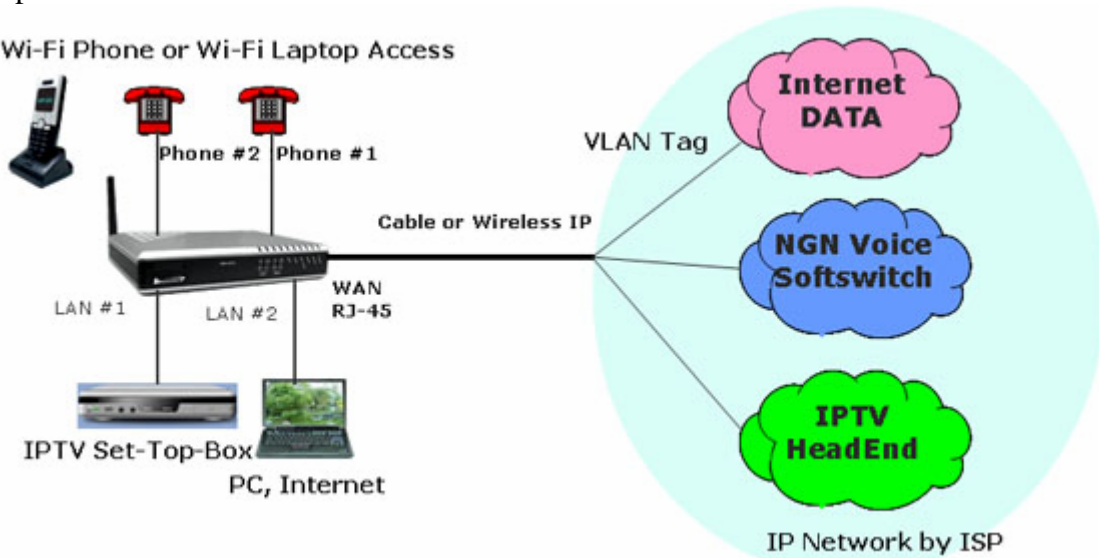 Wi-Fi Phone or Wi-Fi Laptop Access
Phone #2
Phone #1
Cable or Wireless IP
LAN #1
LAN #2
WAN
RJ-45
IPTV Set-Top-Box
PC, Internet
VLAN Tag
Internet
DATA
NGN Voice
Softswitch
IPTV
HeadEnd
IP Network by ISP